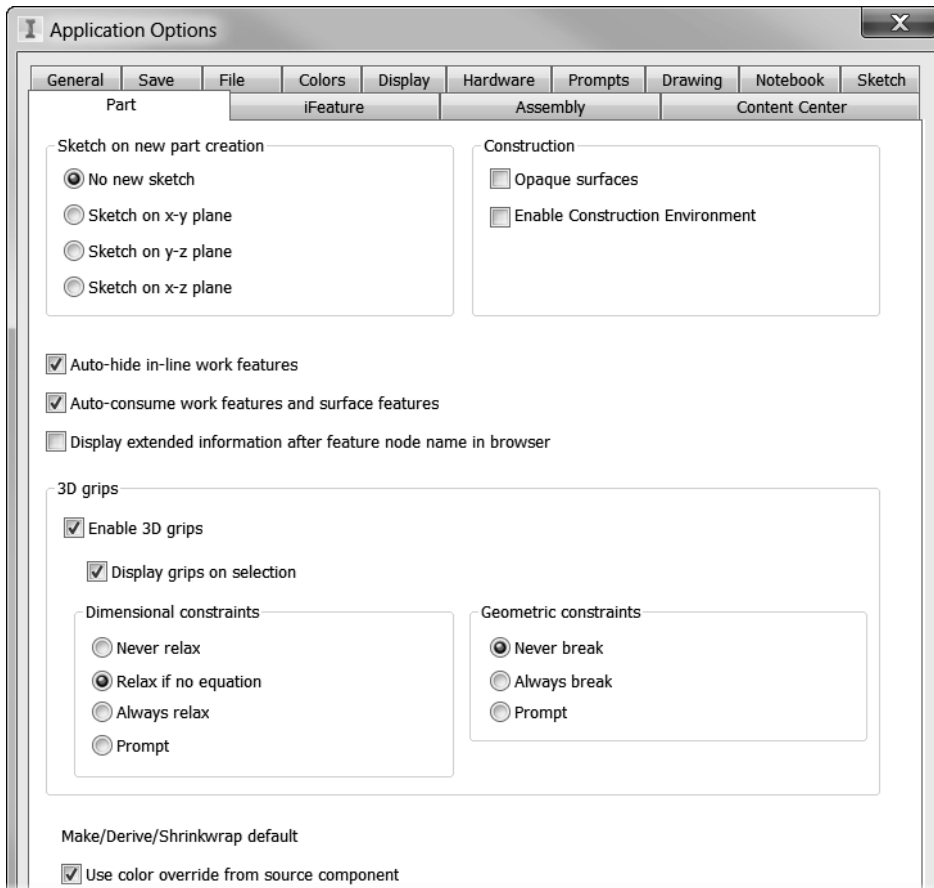 Application Options
General Save File Colors Display Hardware Prompts Drawing Notebook Sketch
Part iFeature Assembly Content Center
Sketch on new part creation
No new sketch
Sketch on x-y plane
Sketch on y-z plane
Sketch on x-z plane
Construction
Opaque surfaces
Enable Construction Environment
Auto-hide in-line work features
Auto-consume work features and surface features
Display extended information after feature node name in browser
3D grips
Enable 3D grips
Display grips on selection
Dimensional constraints
Never relax
Relax if no equation
Always relax
Prompt
Geometric constraints
Never break
Always break
Prompt
Make/Derive/Shrinkwrap default
Use color override from source component